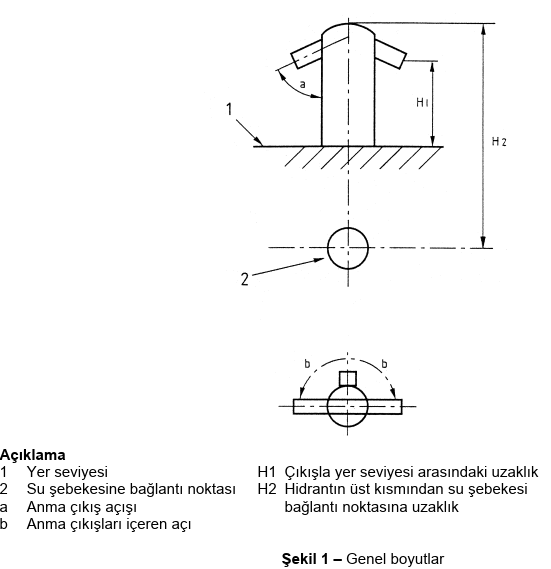 a
1
H1
H2
2
b b
Açıklama
1 Yer seviyesi
2 Su şebekesine bağlantı noktası
a Anma çıkış açışı
b Anma çıkışları içeren açı
H1 Çıkışla yer seviyesi arasındaki uzaklık
H2 Hidrantın üst kısmından su şebekesi
bağlantı noktasına uzaklık
Şekil 1 – Genel boyutlar